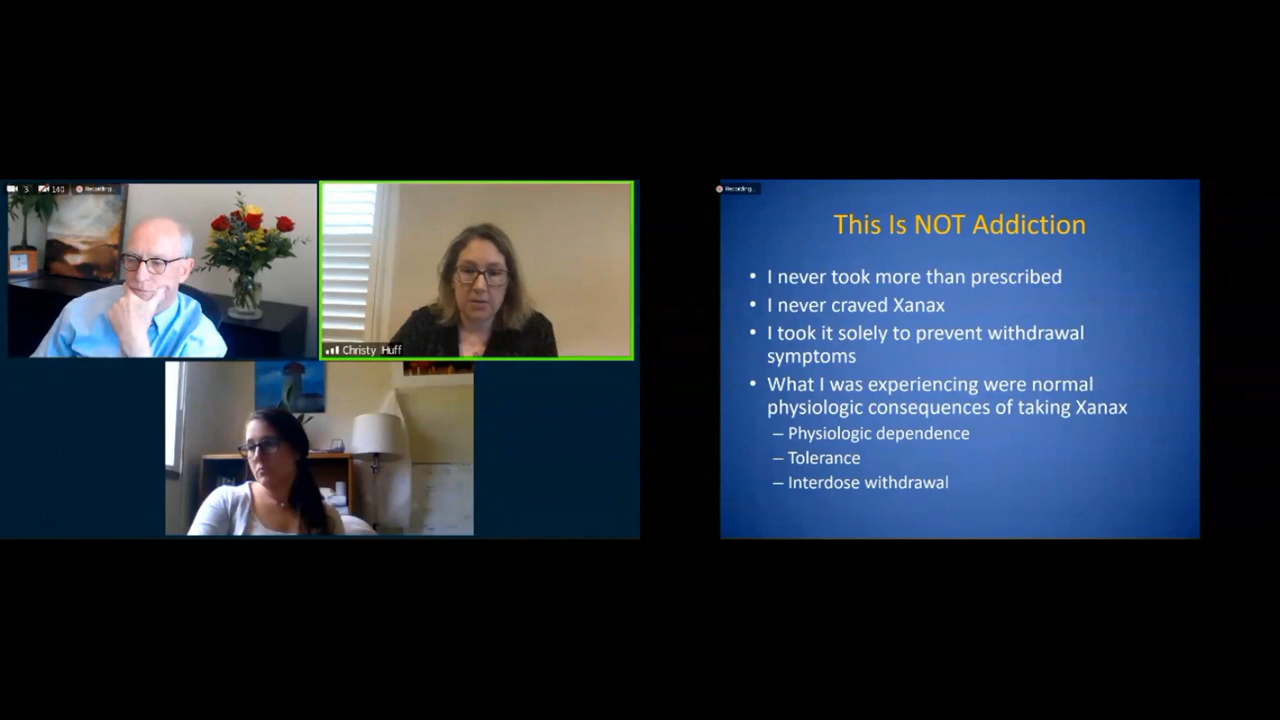 3 140 Recording...
Christy Huff
Recording...
This Is NOT Addiction
• I never took more than prescribed
• I never craved Xanax
• I took it solely to prevent withdrawal
symptoms
• What I was experiencing were normal
physiologic consequences of taking Xanax
– Physiologic dependence
– Tolerance
– Interdose withdrawal